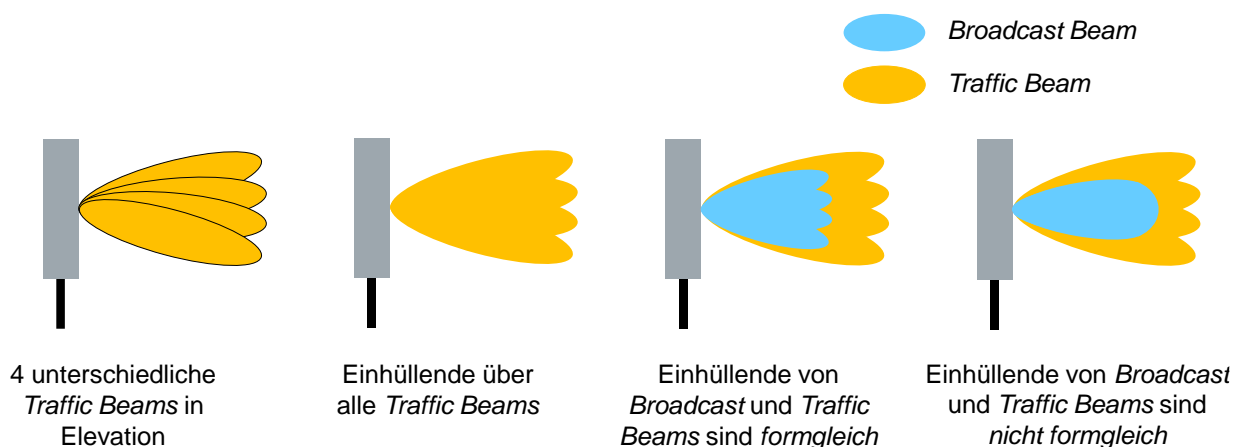 Broadcast Beam
Traffic Beam
4 unterschiedliche
Traffic Beams in
Elevation
Einhüllende über
alle Traffic Beams
Einhüllende von
Broadcast und Traffic
Beams sind formgleich
Einhüllende von Broadcast
und Traffic Beams sind
nicht formgleich